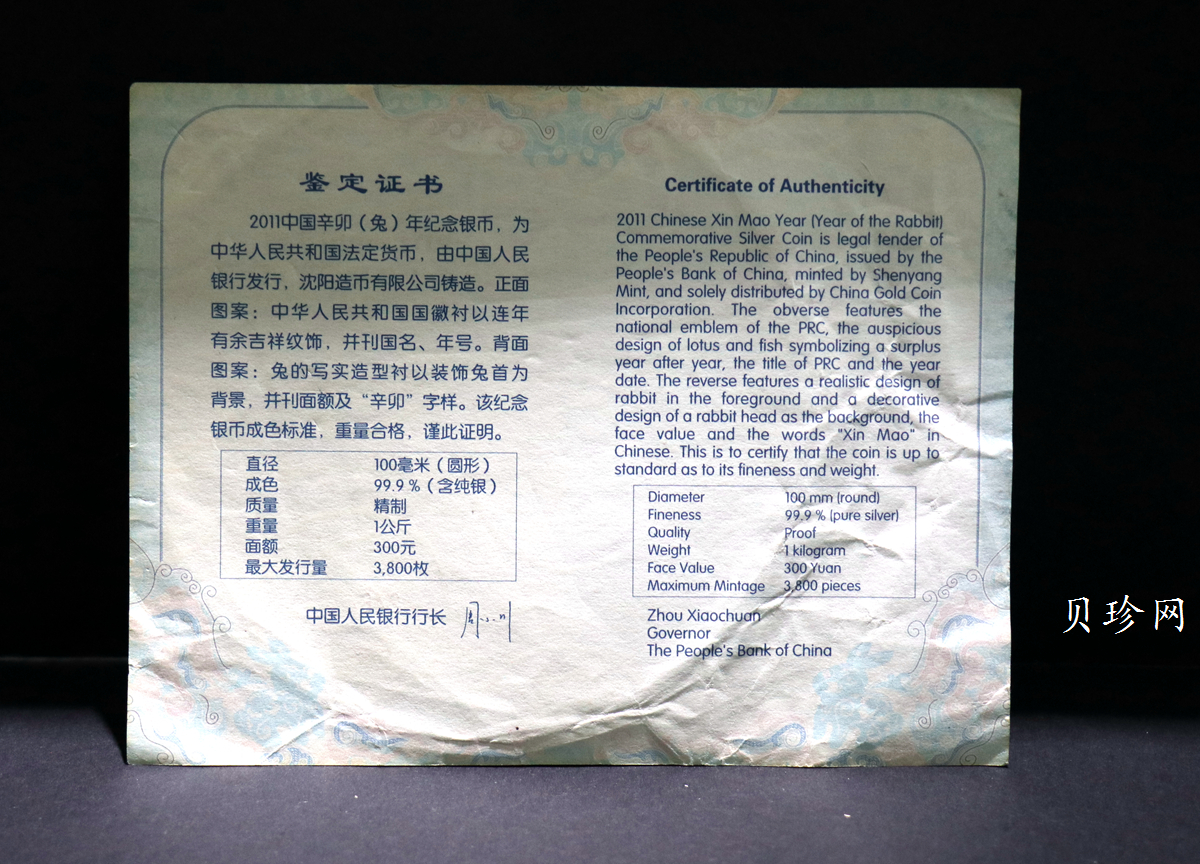 鉴定证书
2011中国辛卯（兔）年纪念银币，为
中华人民共和国法定货币，由中国人民
银行发行，沈阳造币有限公司铸造。正面
图案：中华人民共和国国徽衬以连年
有余吉祥纹饰，并刊国名、年号。背面
图案：兔的写实造型衬以装饰兔首为
背景，并刊面额及“辛卯”字样。该纪念
银币成色标准，重量合格，谨此证明。
直径 100毫米（圆形）
成色 99.9 %（含纯银）
质量 精制
重量 1公斤
面额 300元
最大发行量 3,800枚
中国人民银行行长
Certificate of Authenticity
2011 Chinese Xin Mao Year (Year of the Rabbit)
Commemorative Silver Coin is legal tender of
the People's Republic of China, issued by the
People's Bank of China, minted by Shenyang
Mint, and solely distributed by China Gold Coin
Incorporation. The obverse features the
national emblem of the PRC, the auspicious
design of lotus and fish symbolizing a surplus
year after year, the title of PRC and the year
date. The reverse features a realistic design of
rabbit in the foreground and a decorative
design of a rabbit head as the background, the
face value and the words "Xin Mao" in
Chinese. This is to certify that the coin is up to
standard as to its fineness and weight.
Diameter 100 mm (round)
Fineness 99.9 % (pure silver)
Quality Proof
Weight 1 kilogram
Face Value 300 Yuan
Maximum Mintage 3,800 pieces
Zhou Xiaochuan
Governor
The People's Bank of China
贝珍网